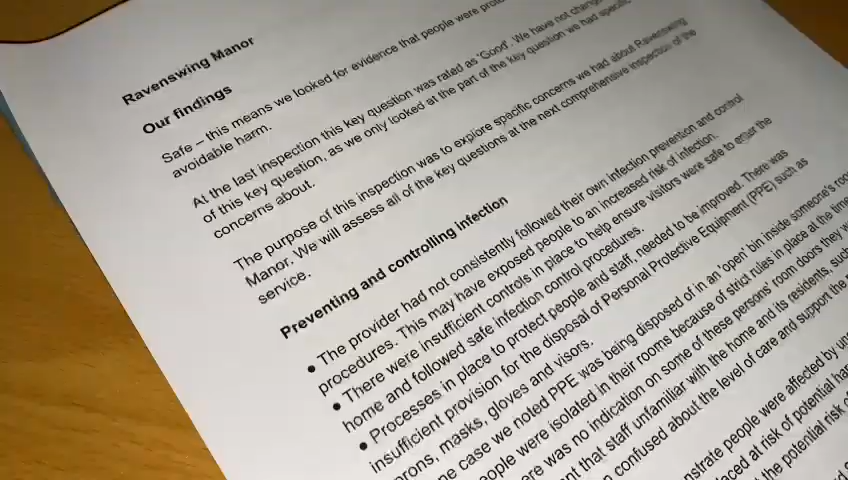 Ravenswing Manor
Our findings
Safe – this means we looked for evidence that people were
avoidable harm.
At the last inspection this key question was rated as 'Good'. We have not
of this key question, as we only looked at the part of the key question we had specific
concerns about.
The purpose of this inspection was to explore specific concerns we had about Ravenswing
Manor. We will assess all of the key questions at the next comprehensive inspection of the
service.
Preventing and controlling infection
• The provider had not consistently followed their own infection prevention and control
procedures. This may have exposed people to an increased risk of infection.
• There were insufficient controls in place to help ensure visitors were safe to enter the
home and followed safe infection control procedures.
• Processes in place to protect people and staff, needed to be improved. There was
insufficient provision for the disposal of Personal Protective Equipment (PPE) such as
prons, masks, gloves and visors.
ne case we noted PPE was being disposed of in an 'open' bin inside someone's
eople were isolated in their rooms because of strict rules in place at the time
ere was no indication on some of these persons' room doors they
nt that staff unfamiliar with the home and its residents, such
n confused about the level of care and support the
nstrate people were affected by
laced at risk of potential
the potential risk of